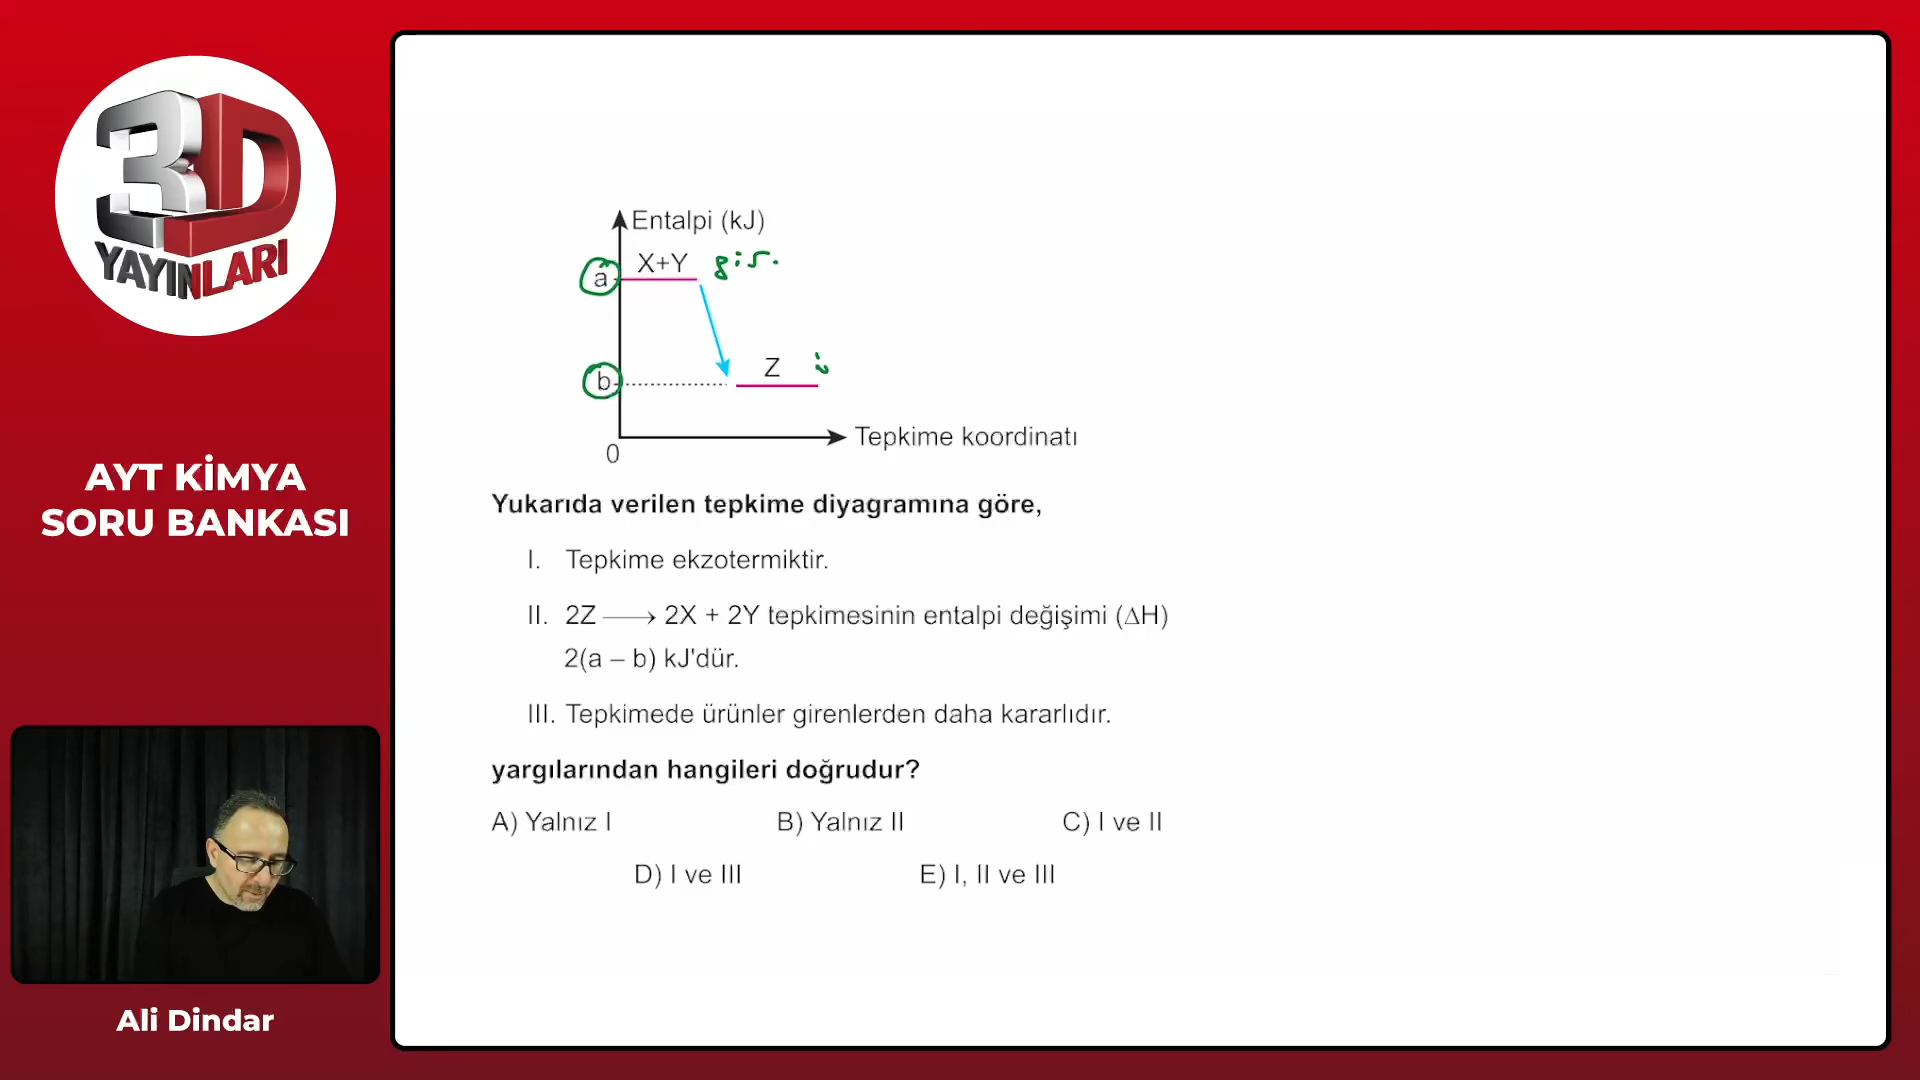 3D
YAYINLARI
AYT KİMYA
SORU BANKASI
Ali Dindar
Entalpi (kJ)
X+Y gir.
a
Z ü
b
0
Tepkime koordinatı
Yukarıda verilen tepkime diyagramına göre,
I. Tepkime ekzotermiktir.
II. 2Z ⟶ 2X + 2Y tepkimesinin entalpi değişimi (∆H)
2(a – b) kJ'dür.
III. Tepkimede ürünler girenlerden daha kararlıdır.
yargılarından hangileri doğrudur?
A) Yalnız I B) Yalnız II C) I ve II
D) I ve III E) I, II ve III